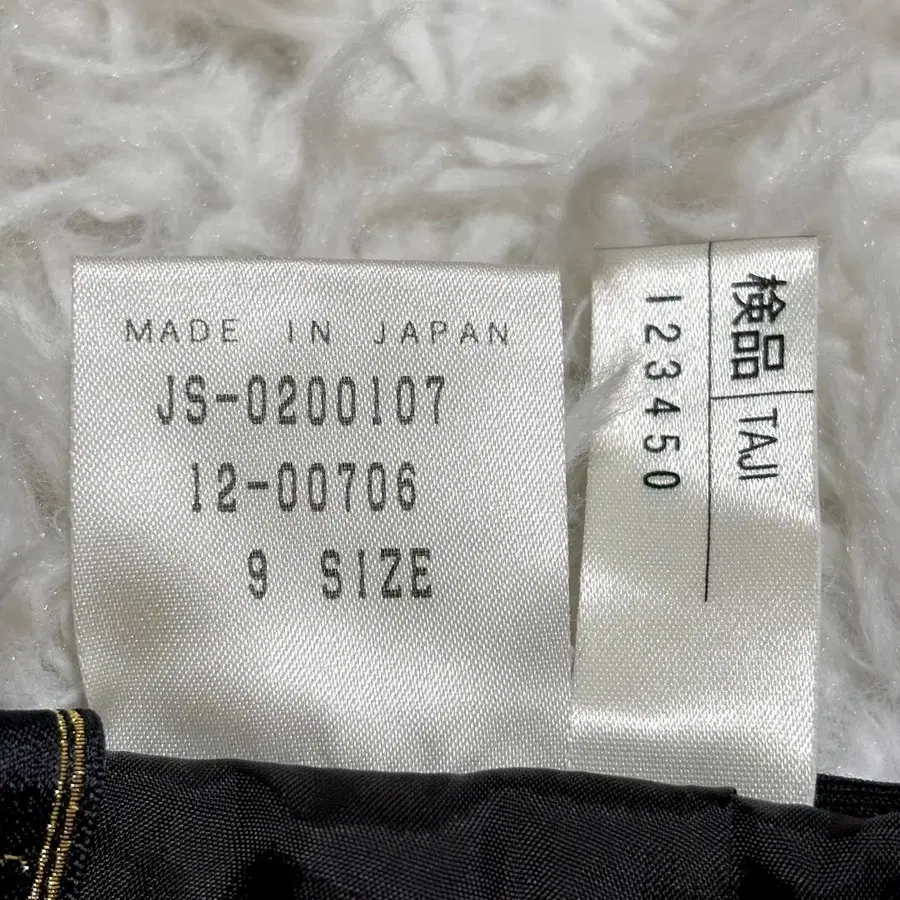 MADE IN JAPAN
JS-0200107
12-00706
9 SIZE
検品 TAJI
123450